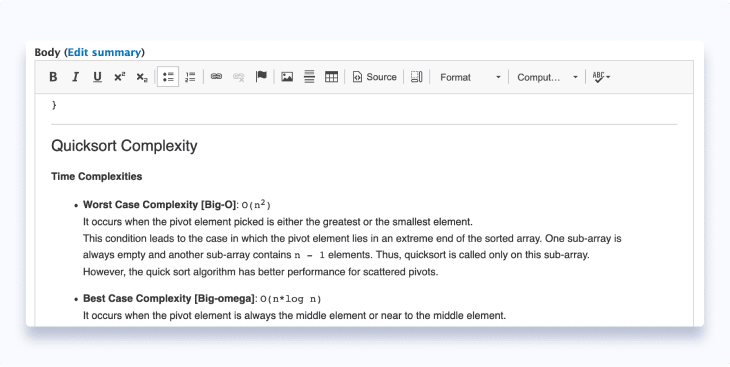 Body (Edit summary)
B I U x² x₂ Source Format Comput... ABC
}
Quicksort Complexity
Time Complexities
• Worst Case Complexity [Big-O]: O(n²)
It occurs when the pivot element picked is either the greatest or the smallest element.
This condition leads to the case in which the pivot element lies in an extreme end of the sorted array. One sub-array is
always empty and another sub-array contains n - 1 elements. Thus, quicksort is called only on this sub-array.
However, the quick sort algorithm has better performance for scattered pivots.
• Best Case Complexity [Big-omega]: O(n*log n)
It occurs when the pivot element is always the middle element or near to the middle element.